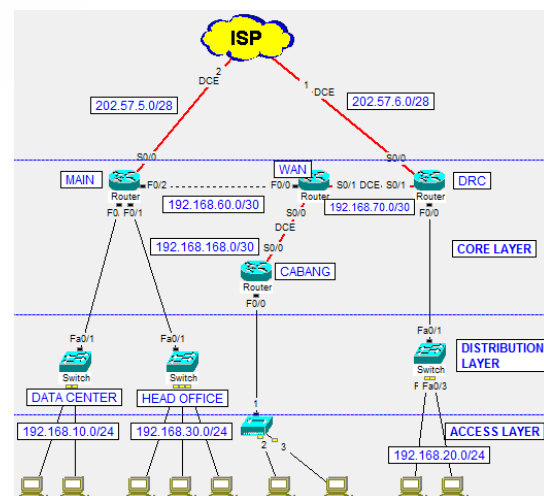 ISP
2
DCE
1
DCE
202.57.5.0/28
202.57.6.0/28
S0/0
S0/0
MAIN
WAN
DRC
Router
F0/2
F0/0
Router
S0/1 DCE S0/1
Router
F0/1
192.168.60.0/30
S0/0
192.168.70.0/30
F0/0
DCE
192.168.168.0/30
S0/0
CABANG
CORE LAYER
Router
F0/0
Fa0/1
Fa0/1
Fa0/1
DISTRIBUTION
LAYER
Switch
Switch
1
Switch
Fa0/3
DATA CENTER
HEAD OFFICE
192.168.10.0/24
192.168.30.0/24
ACCESS LAYER
2
3
192.168.20.0/24